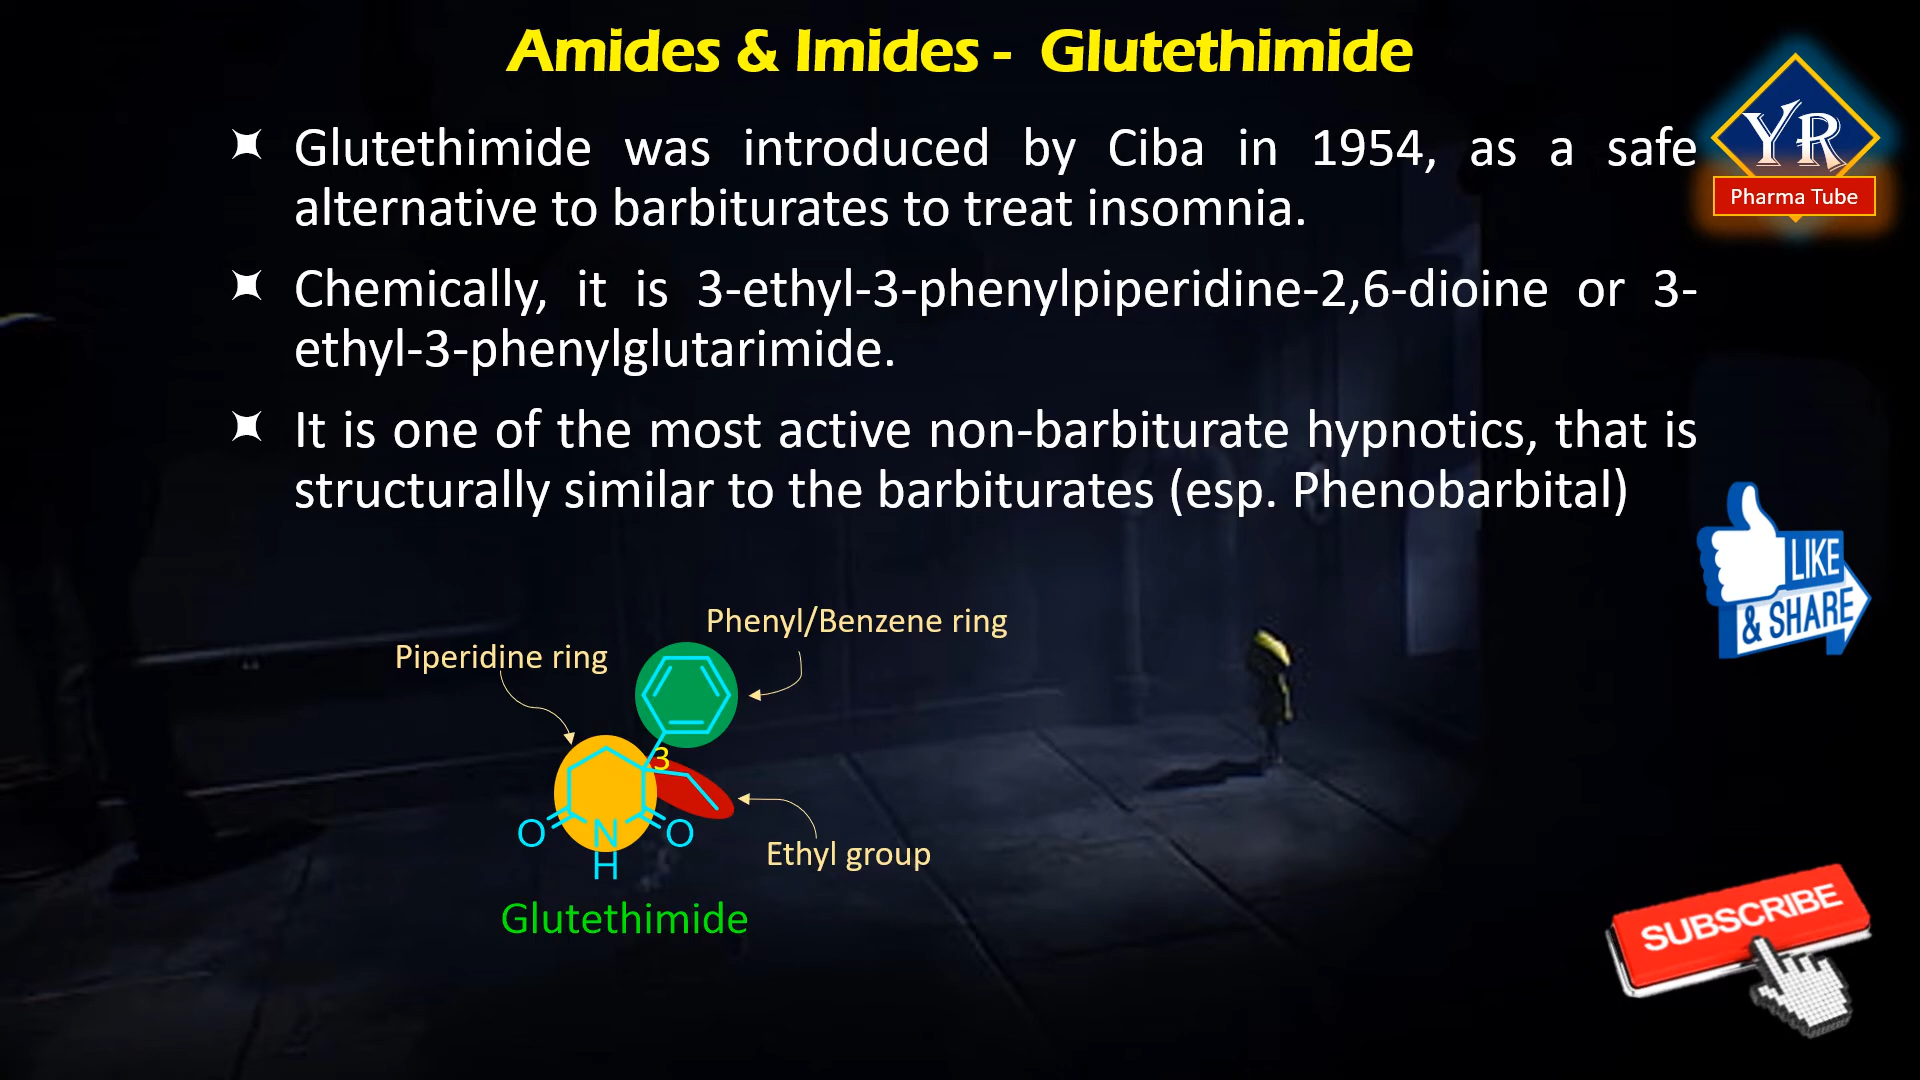 Amides & Imides - Glutethimide
Glutethimide was introduced by Ciba in 1954, as a safe
alternative to barbiturates to treat insomnia.
Chemically, it is 3-ethyl-3-phenylpiperidine-2,6-dioine or 3-
ethyl-3-phenylglutarimide.
It is one of the most active non-barbiturate hypnotics, that is
structurally similar to the barbiturates (esp. Phenobarbital)
YR
Pharma Tube
LIKE
& SHARE
Phenyl/Benzene ring
Piperidine ring
3
O
N
O
H
Ethyl group
Glutethimide
SUBSCRIBE